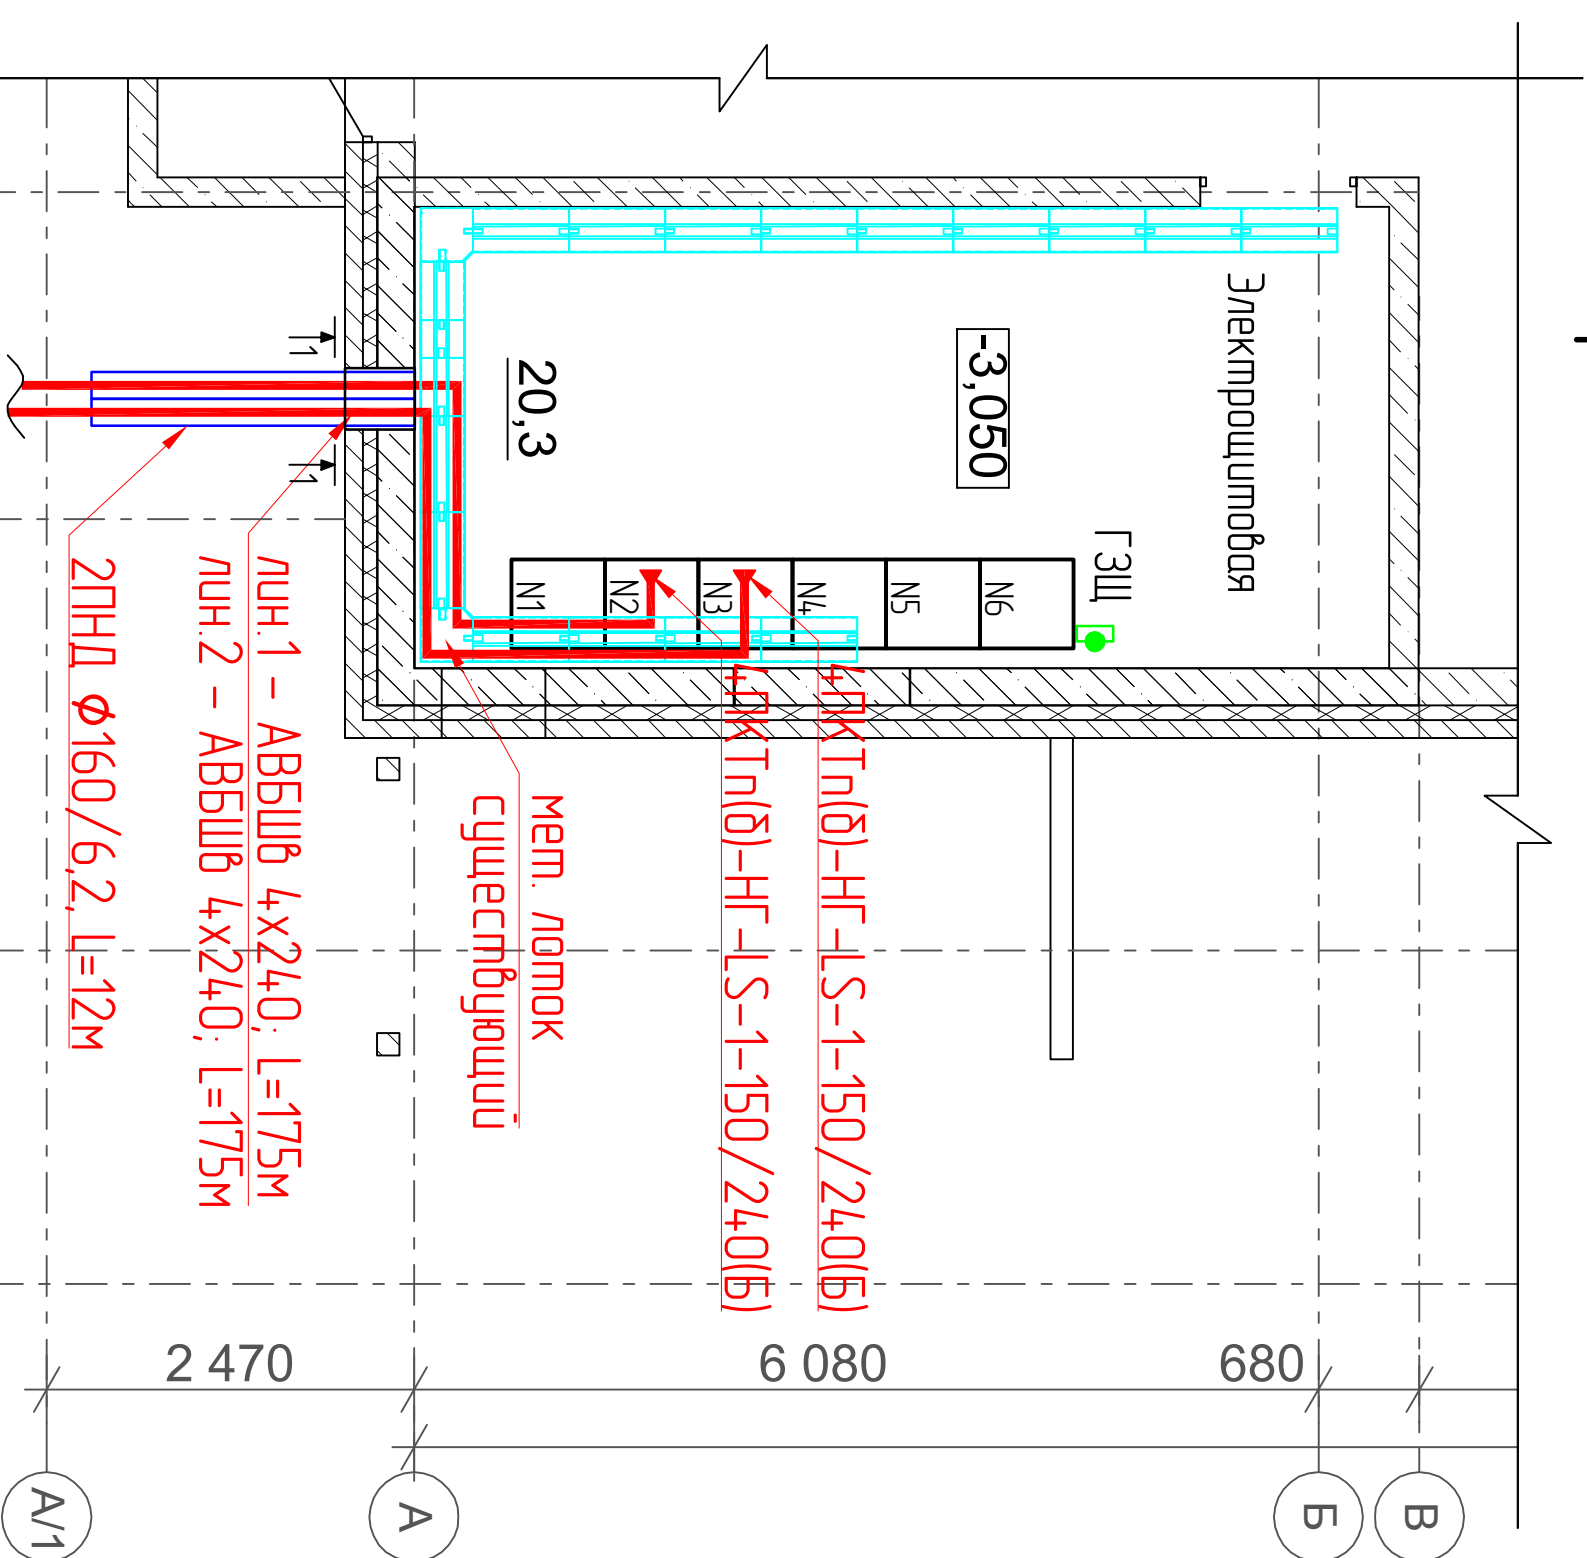 Электрощитовая
-3,050
20,3
ГЗЩ
N6
N5
N4
N3
N2
N1
4ПКТп(б)-НГ-LS-1-150/240(Б)
4ПКТп(б)-НГ-LS-1-150/240(Б)
мет. лоток
существующий
лин.1 - АВБШв 4х240; L=175м
лин.2 - АВБШв 4х240; L=175м
2ПНД Ф160/6,2, L=12м
1
1
2 470
6 080
680
А/1
А
Б
В